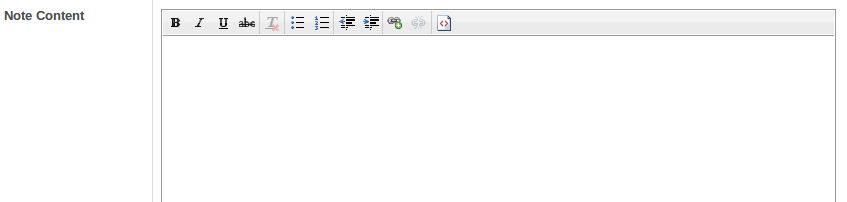 Note Content
B I U abc T